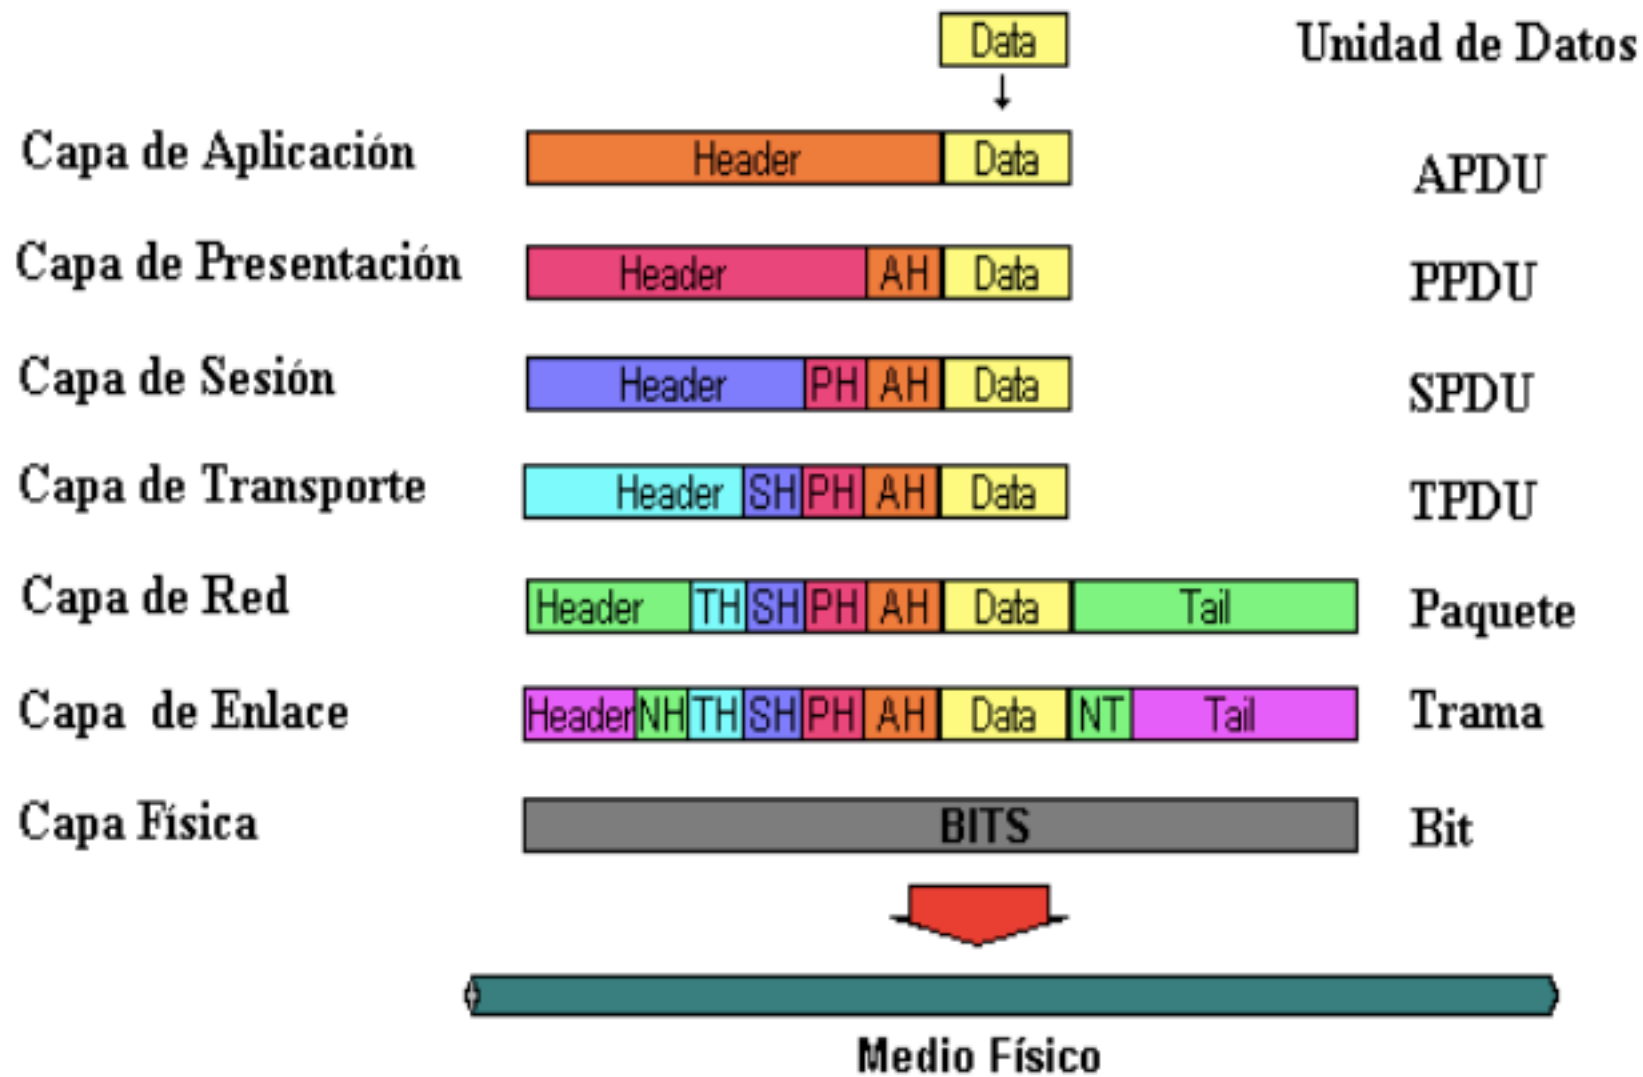 Data Unidad de Datos
Capa de Aplicación Header Data APDU
Capa de Presentación Header AH Data PPDU
Capa de Sesión Header PH AH Data SPDU
Capa de Transporte Header SH PH AH Data TPDU
Capa de Red Header TH SH PH AH Data Tail Paquete
Capa de Enlace Header NH TH SH PH AH Data NT Tail Trama
Capa Física BITS Bit
Medio Físico